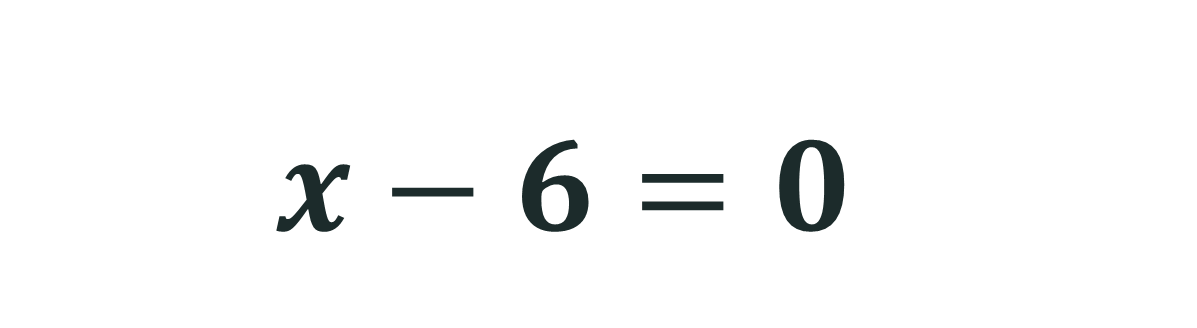 x − 6 = 0